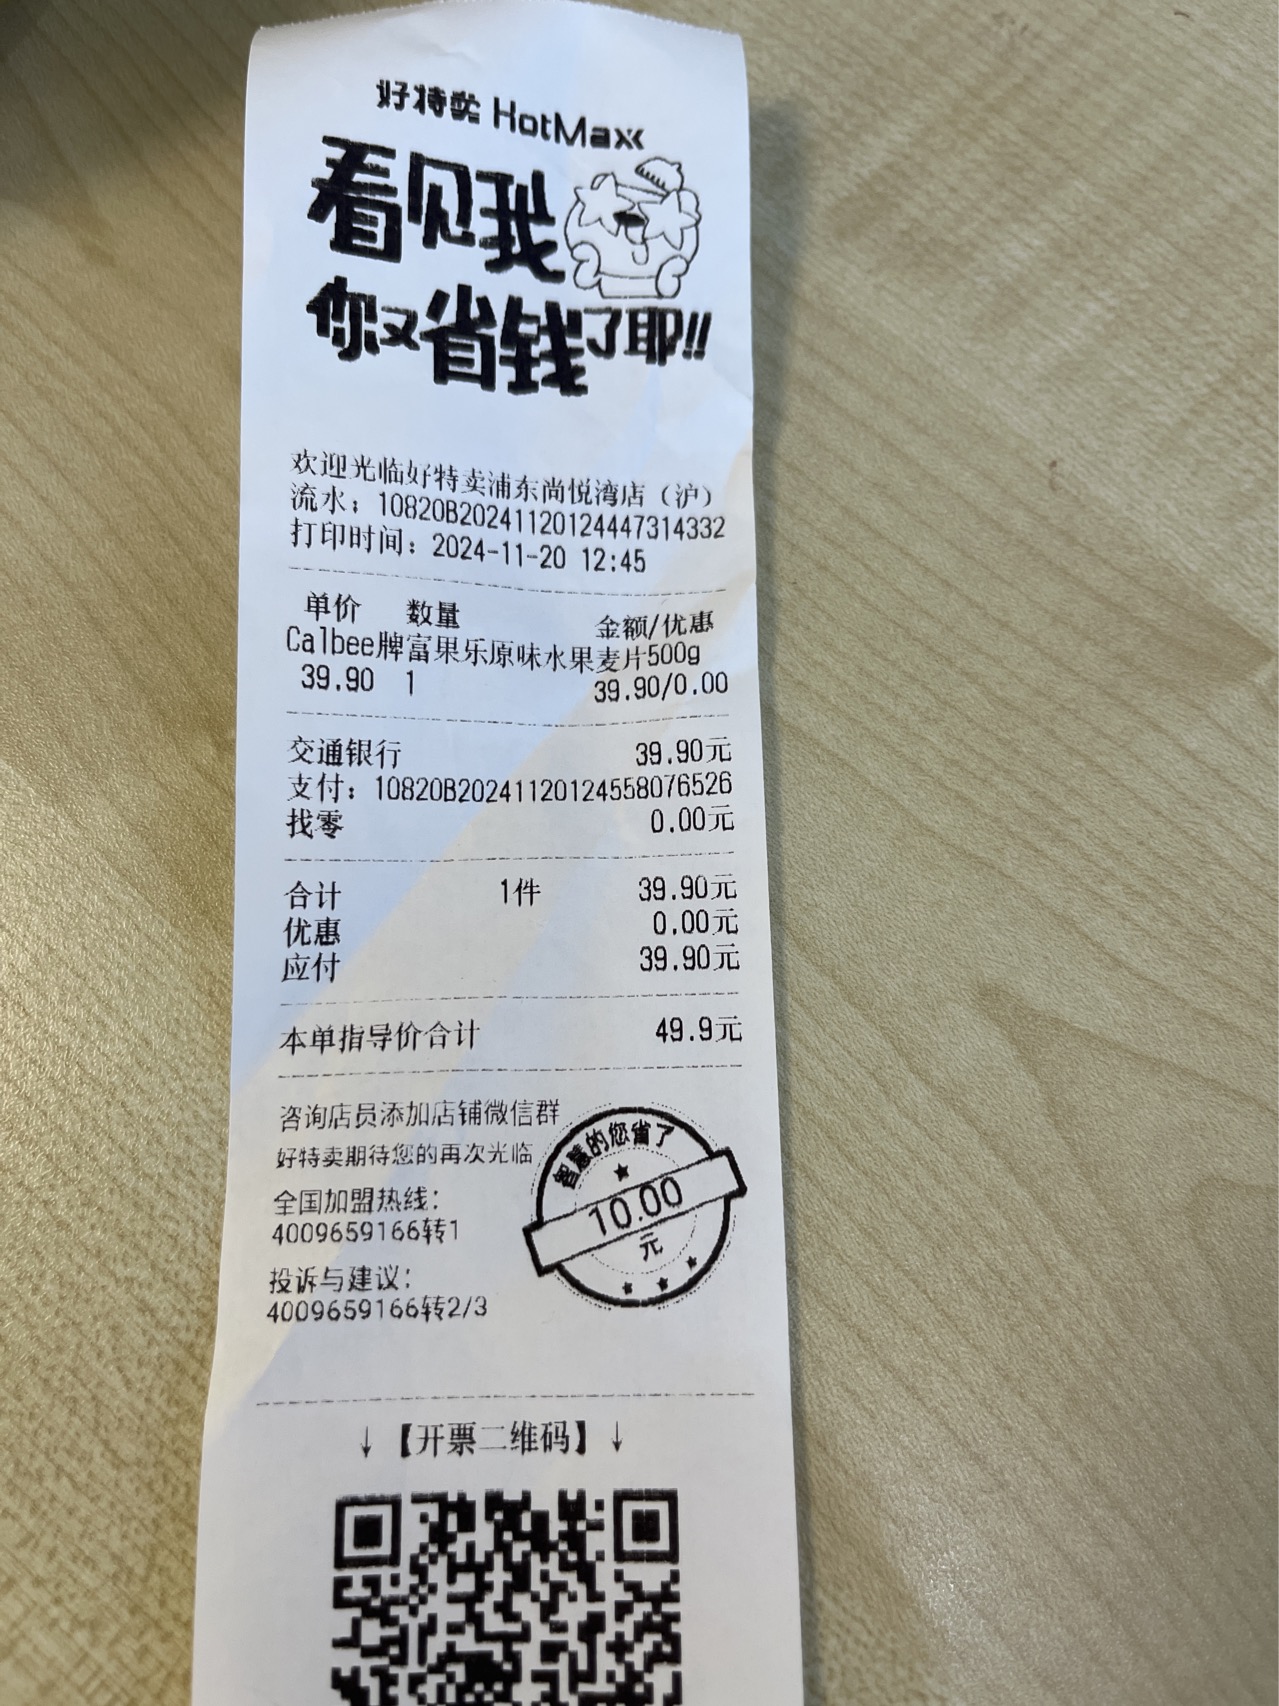 好特卖 HotMaxx
看见我
你又省钱了耶!!
欢迎光临好特卖浦东尚悦湾店（沪）
流水：10820B20241120124447314332
打印时间：2024-11-20 12:45
单价 数量 金额/优惠
Calbee牌富果乐原味水果麦片500g
39.90 1 39.90/0.00
交通银行 39.90元
支付：10820B20241120124558076526
找零 0.00元
合计 1件 39.90元
优惠 0.00元
应付 39.90元
本单指导价合计 49.9元
咨询店员添加店铺微信群
好特卖期待您的再次光临
全国加盟热线：
4009659166转1
投诉与建议：
4009659166转2/3
智慧的您省了
10.00
元
↓【开票二维码】↓